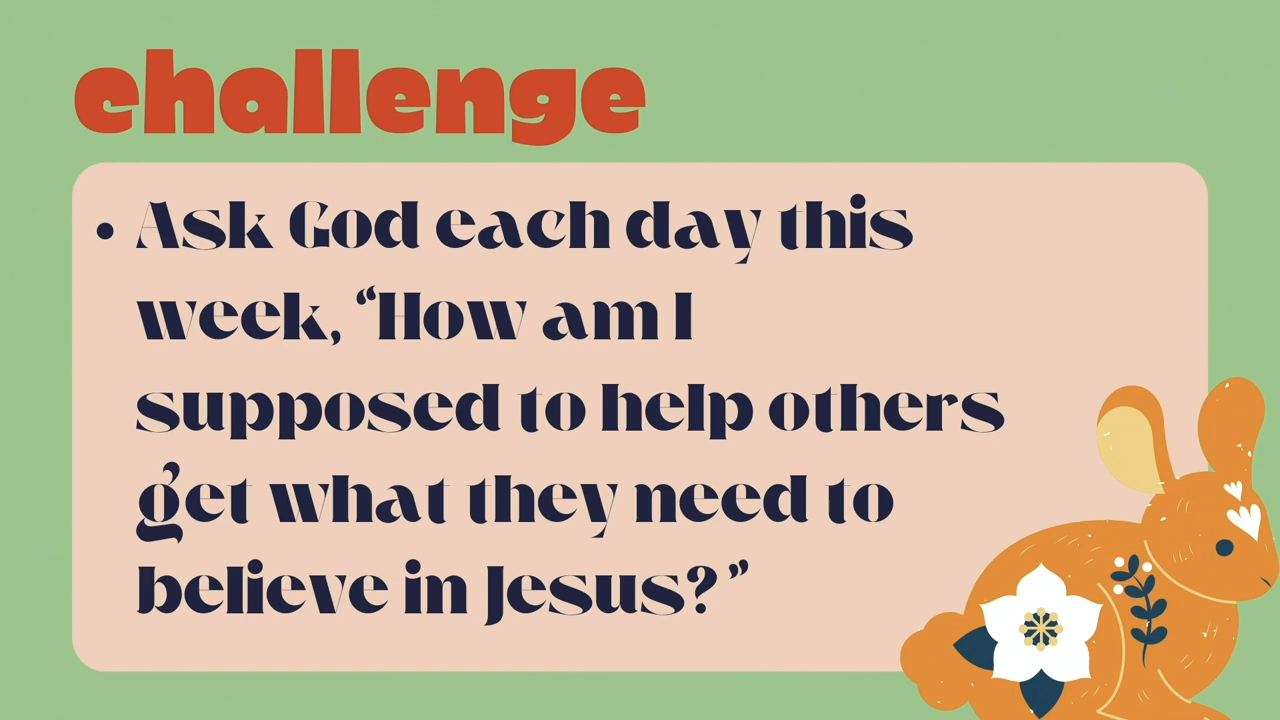 challenge
• Ask God each day this
week, “How am I
supposed to help others
get what they need to
believe in Jesus? ”